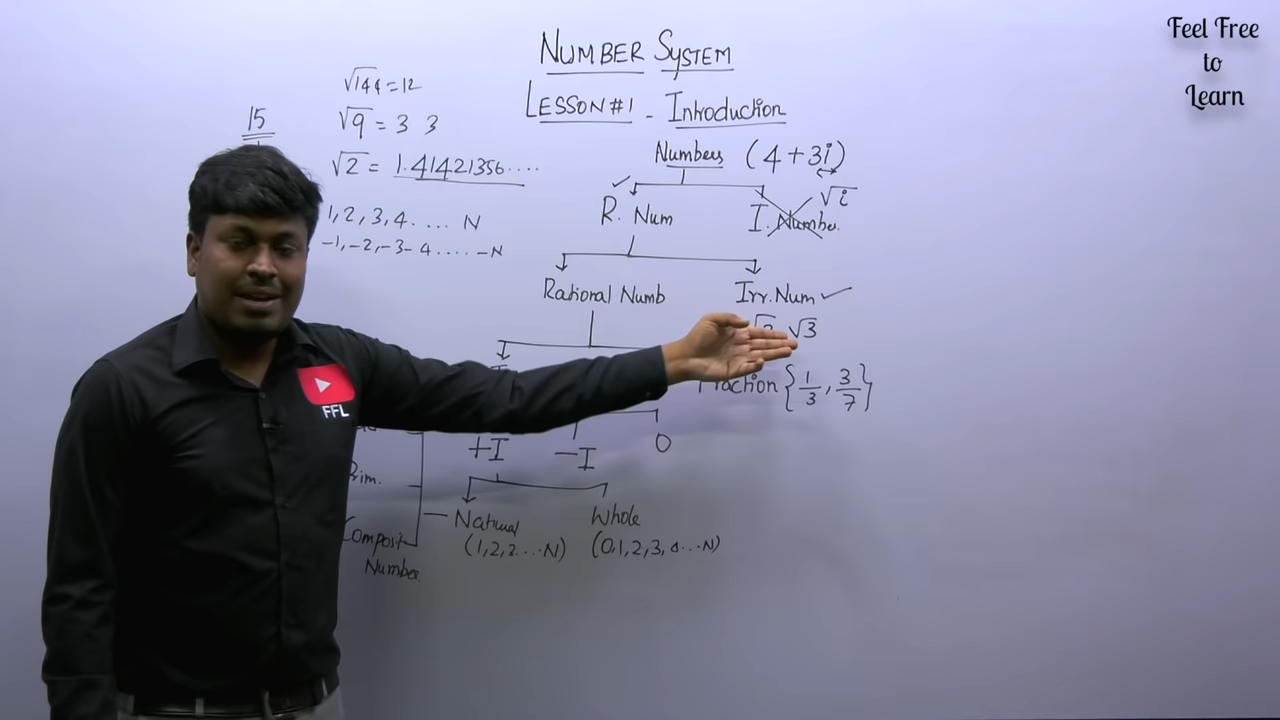 Feel Free
to
Learn
NUMBER SYSTEM
LESSON #1 - Introduction
√144 = 12
√9 = 3 3
15
√2 = 1.41421356....
Numbers (4+3i)
√i
1,2,3,4.... N
R. Num
I. Number
-1,-2,-3-4..... -N
Rational Numb
Irr. Num
√3
{1/3, 3/7}
FFL
+I
-I
0
Prim.
Natural
Whole
(1,2,3...N)
(0,1,2,3,4...N)
Composit
Number